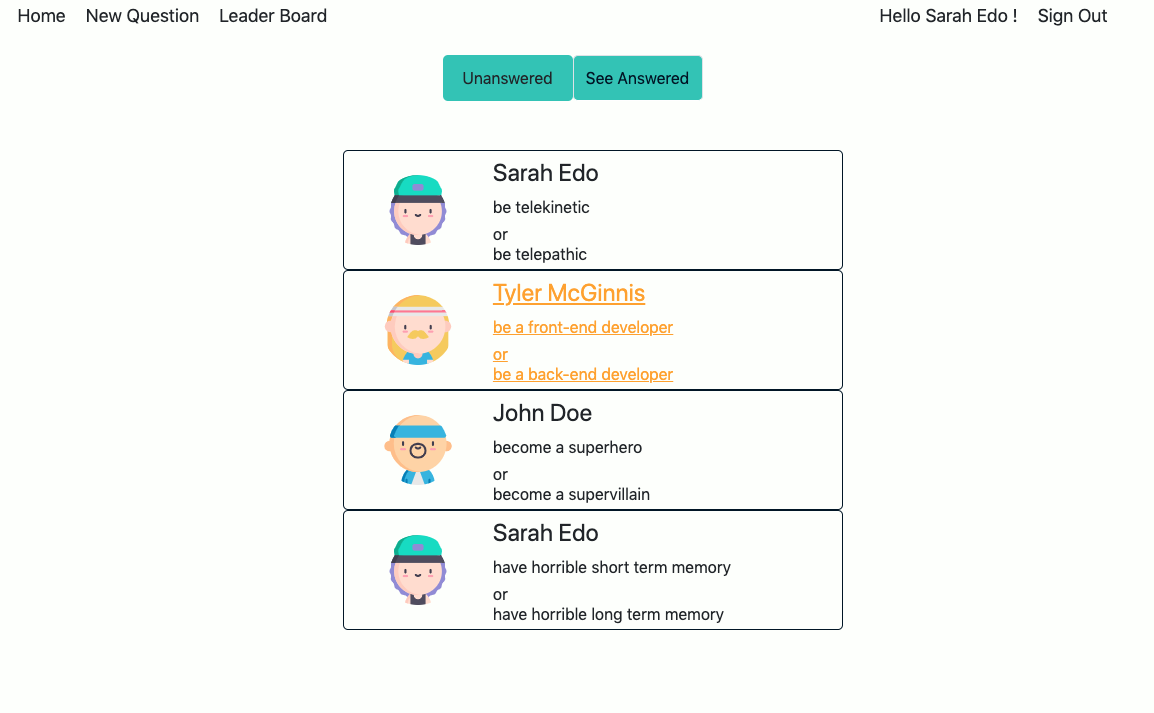 Home New Question Leader Board Hello Sarah Edo ! Sign Out
Unanswered See Answered
Sarah Edo
be telekinetic
or
be telepathic
Tyler McGinnis
be a front-end developer
or
be a back-end developer
John Doe
become a superhero
or
become a supervillain
Sarah Edo
have horrible short term memory
or
have horrible long term memory